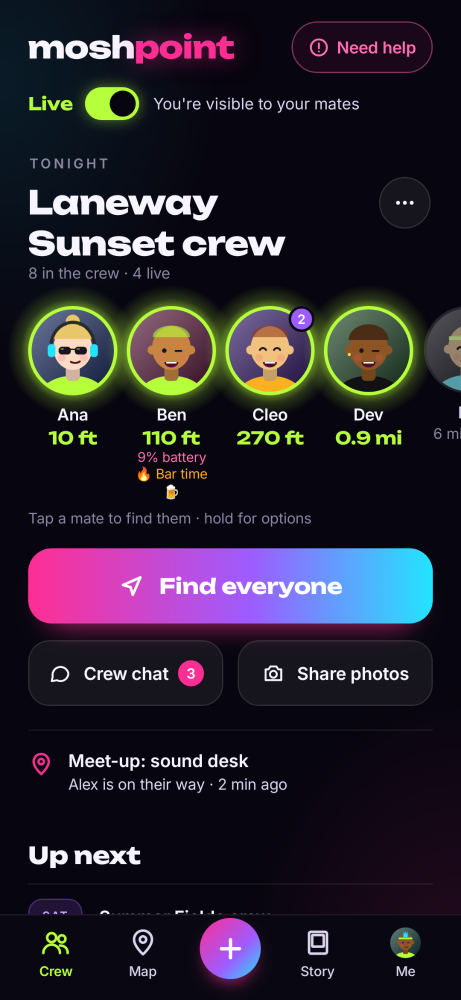 moshpoint
Need help
Live
You're visible to your mates
TONIGHT
Laneway
Sunset crew
8 in the crew · 4 live
2
Ana
Ben
Cleo
Dev
10 ft
110 ft
270 ft
0.9 mi
6 mi
9% battery
🔥 Bar time
🍺
Tap a mate to find them · hold for options
Find everyone
Crew chat
3
Share photos
Meet-up: sound desk
Alex is on their way · 2 min ago
Up next
Crew
Map
Story
Me